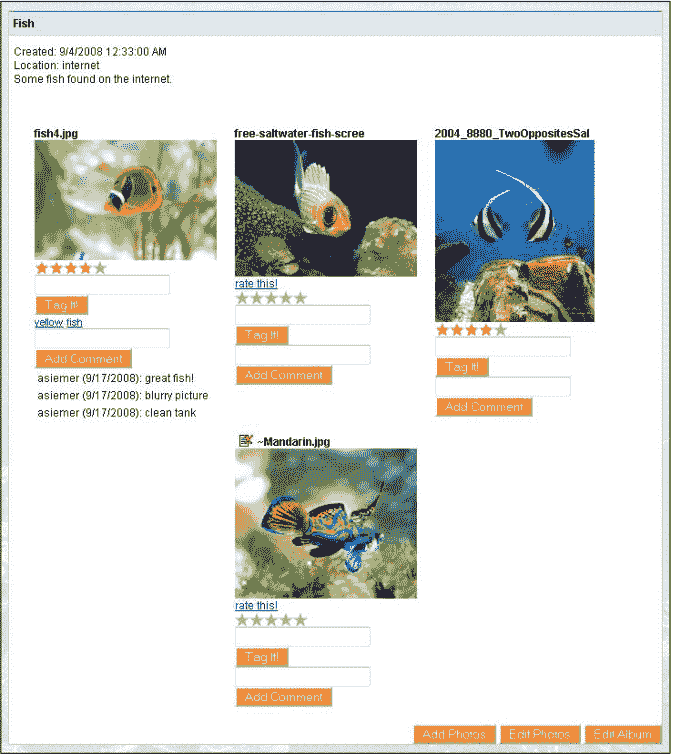 Fish
Created: 9/4/2008 12:33:00 AM
Location: internet
Some fish found on the internet.
fish4.jpg
Tag It!
yellow fish
Add Comment
asiemer (9/17/2008): great fish!
asiemer (9/17/2008): blurry picture
asiemer (9/17/2008): clean tank
free-saltwater-fish-scree
rate this!
Tag It!
Add Comment
2004_8880_TwoOppositesSal
Tag It!
Add Comment
~Mandarin.jpg
rate this!
Tag It!
Add Comment
Add Photos Edit Photos Edit Album